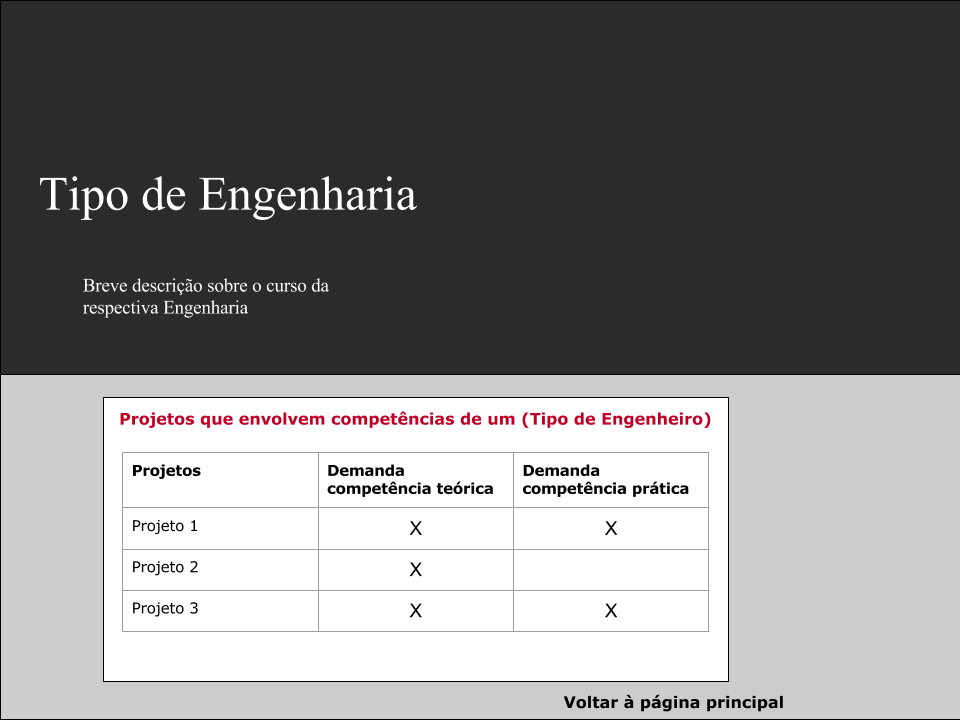 Tipo de Engenharia
Breve descrição sobre o curso da
respectiva Engenharia
Projetos que envolvem competências de um (Tipo de Engenheiro)
Projetos
Demanda
competência teórica
Demanda
competência prática
Projeto 1 X X
Projeto 2 X
Projeto 3 X X
Voltar à página principal